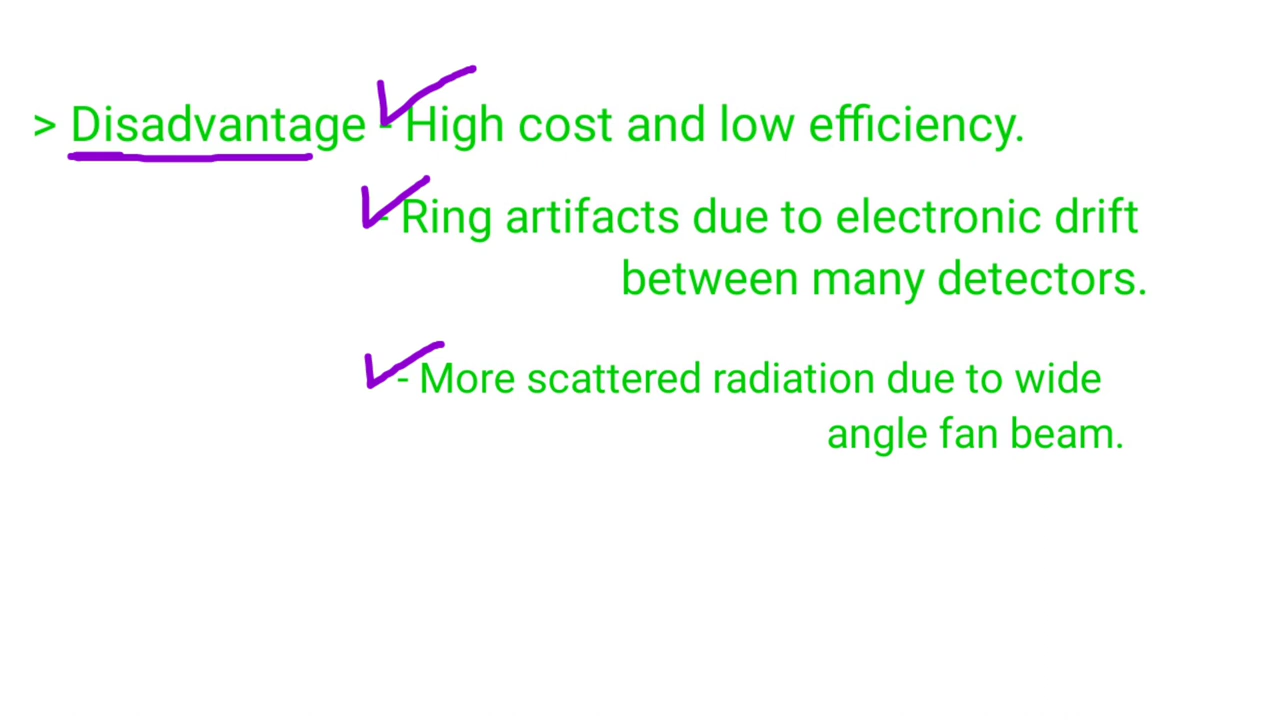 > Disadvantage - High cost and low efficiency.
- Ring artifacts due to electronic drift
between many detectors.
- More scattered radiation due to wide
angle fan beam.